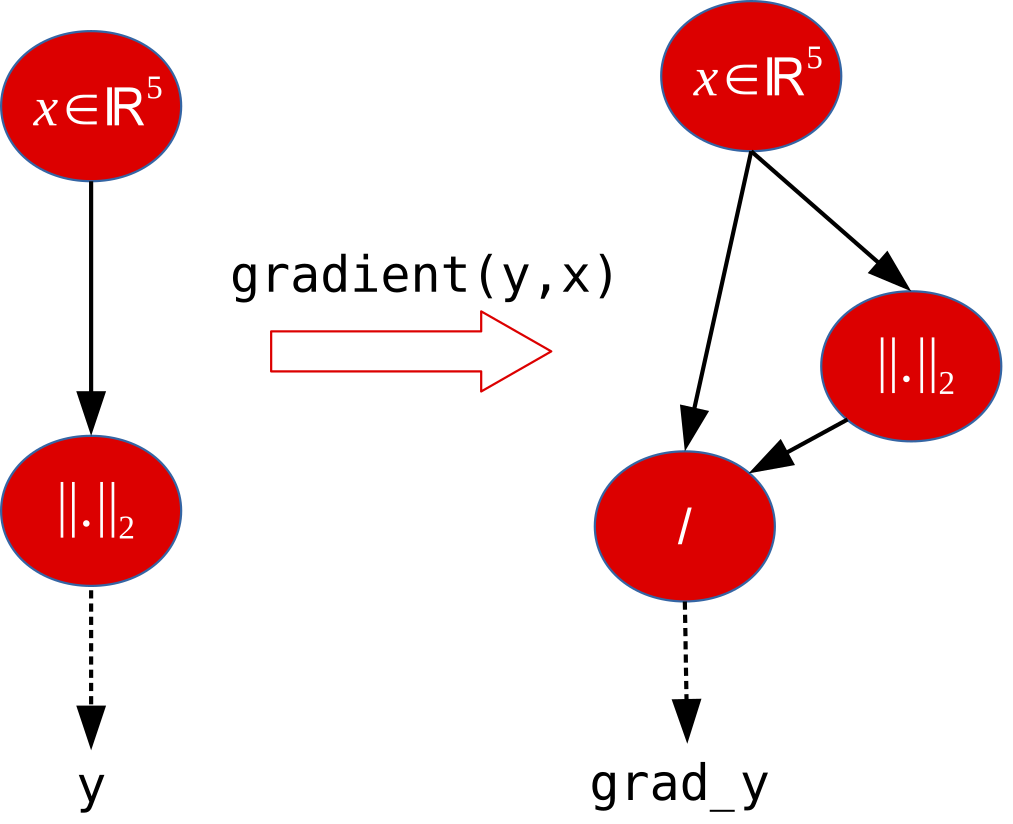 x∈ℝ⁵
‖.‖₂
y
gradient(y,x)
x∈ℝ⁵
‖.‖₂
/
grad_y